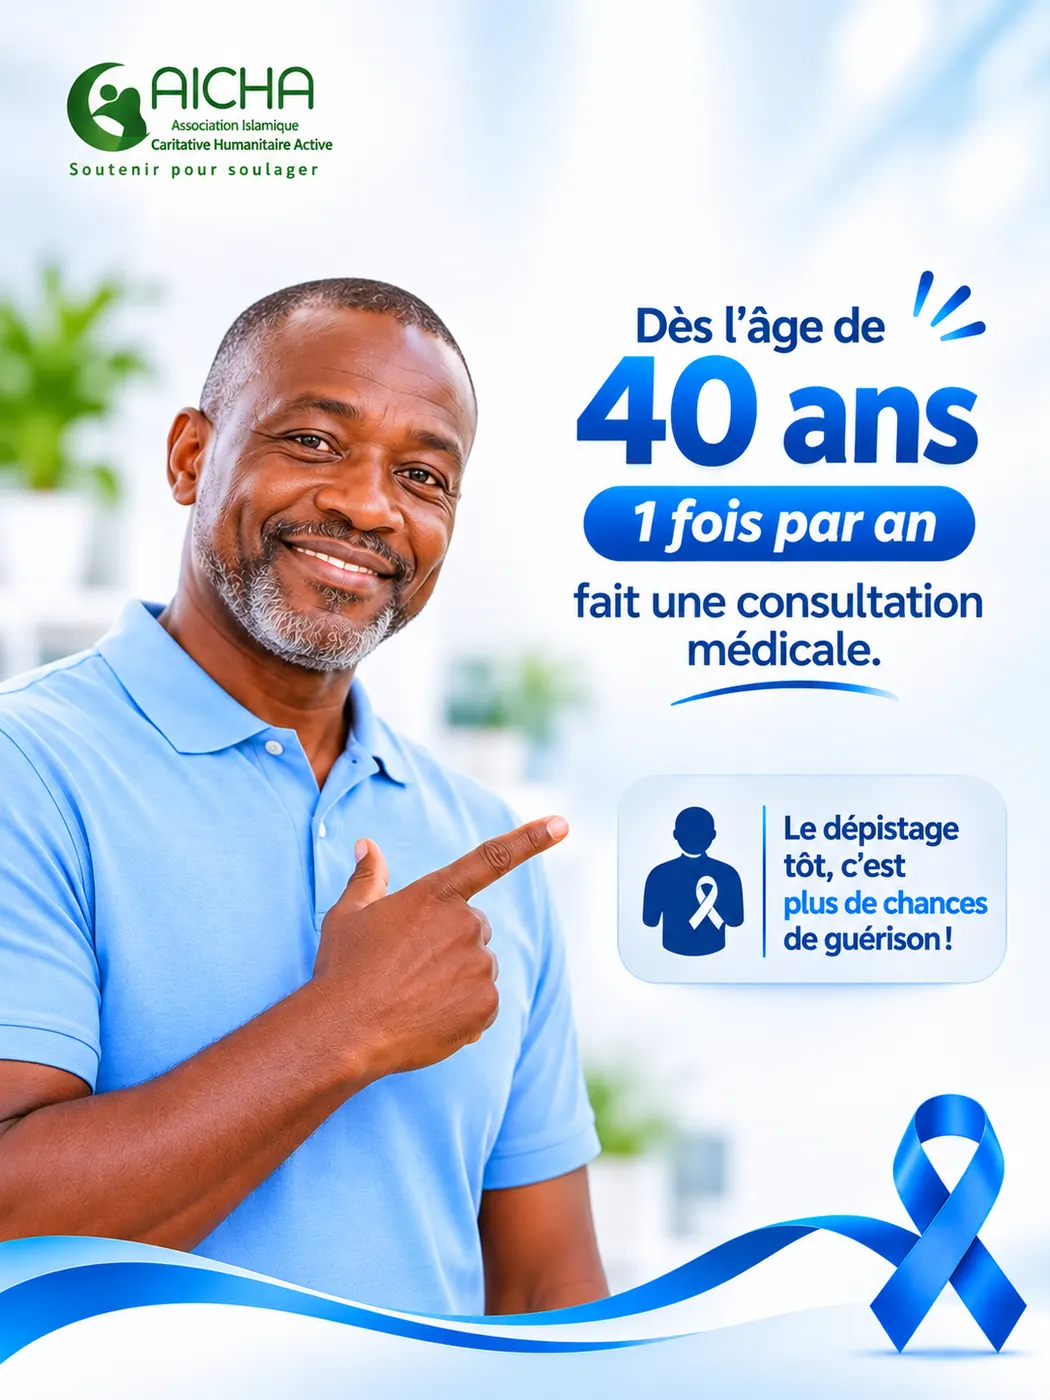 AICHA
Association Islamique
Caritative Humanitaire Active
Soutenir pour soulager
Dès l'âge de
40 ans
1 fois par an
fait une consultation
médicale.
Le dépistage
tôt, c'est
plus de chances
de guérison !